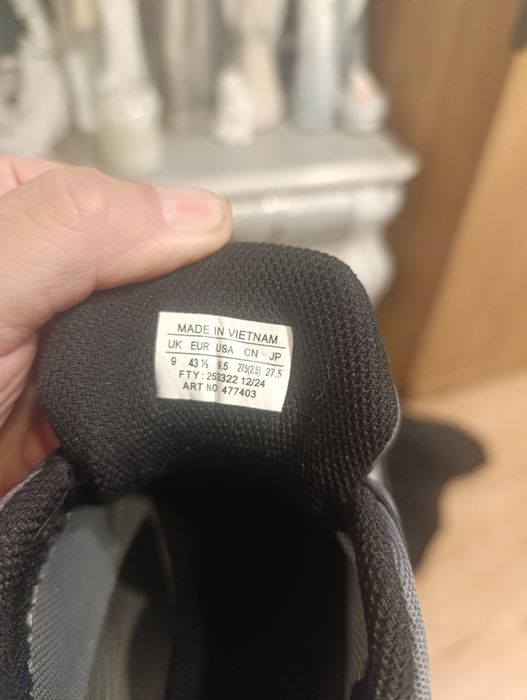 MADE IN VIETNAM
UK EUR USA CN JP
9 43 ⅓ 9.5 275(2.5) 27.5
FTY : 253322 12/24
ART NO. 477403